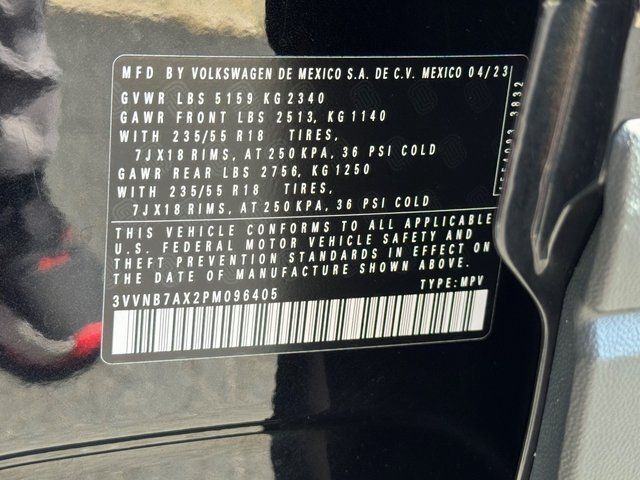 MFD BY VOLKSWAGEN DE MEXICO S.A. DE C.V. MEXICO 04/23
GVWR LBS 5159 KG 2340
GAWR FRONT LBS 2513, KG 1140
WITH 235/55 R18 TIRES,
7JX18 RIMS, AT 250 KPA, 36 PSI COLD
GAWR REAR LBS 2756, KG 1250
WITH 235/55 R18 TIRES,
7JX18 RIMS, AT 250 KPA, 36 PSI COLD
THIS VEHICLE CONFORMS TO ALL APPLICABLE
U.S. FEDERAL MOTOR VEHICLE SAFETY AND
THEFT PREVENTION STANDARDS IN EFFECT ON
THE DATE OF MANUFACTURE SHOWN ABOVE.
3VVNB7AX2PM096405 TYPE: MPV
3832